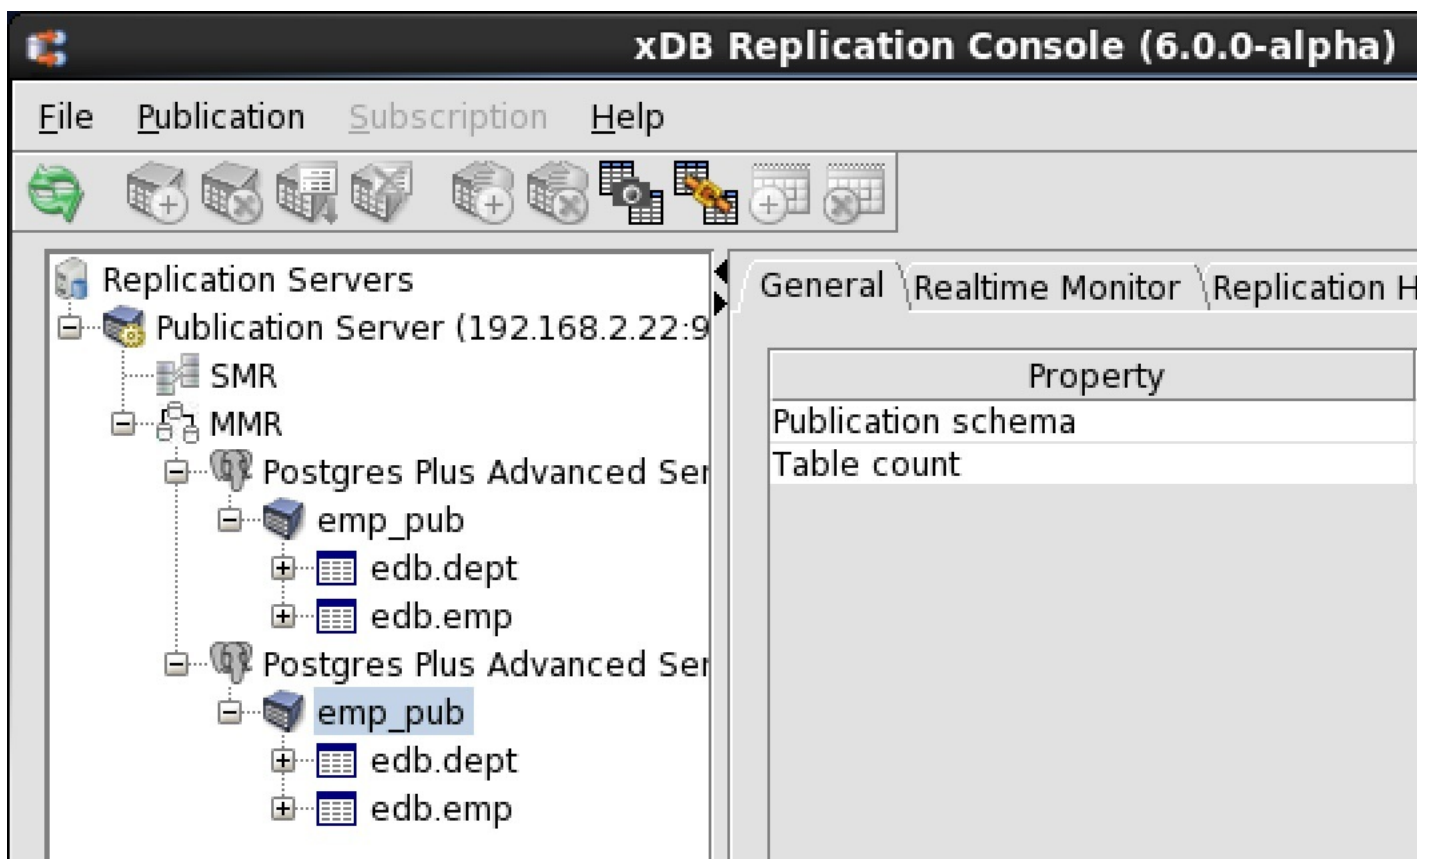 xDB Replication Console (6.0.0-alpha)
File Publication Subscription Help
Replication Servers
Publication Server (192.168.2.22:9
SMR
MMR
Postgres Plus Advanced Ser
emp_pub
edb.dept
edb.emp
Postgres Plus Advanced Ser
emp_pub
edb.dept
edb.emp
General Realtime Monitor Replication H
Property
Publication schema
Table count